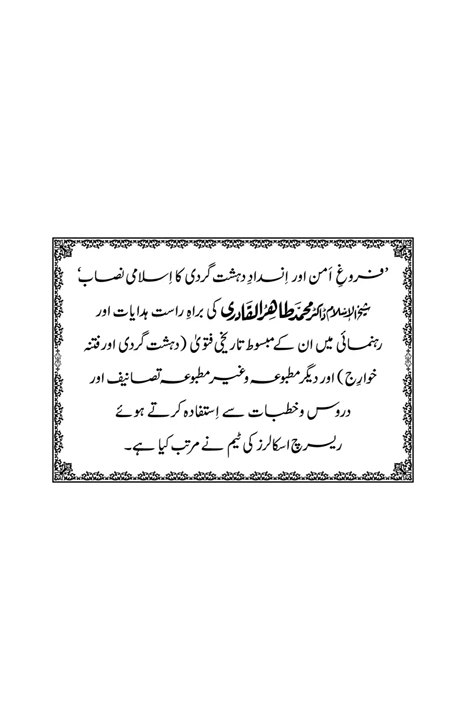 ’فروغِ اَمن اور اِنسدادِ دہشت گردی کا اِسلامی نصاب‘
شیخ الاسلام ڈاکٹر محمد طاہر القادری کی براہِ راست ہدایات اور
رہنمائی میں ان کے مبسوط تاریخی فتویٰ (دہشت گردی اور فتنہ
خوارِج) اور دیگر مطبوعہ و غیر مطبوعہ تصانیف اور
دروس و خطبات سے اِستفادہ کرتے ہوئے
ریسرچ اسکالرز کی ٹیم نے مرتب کیا ہے۔